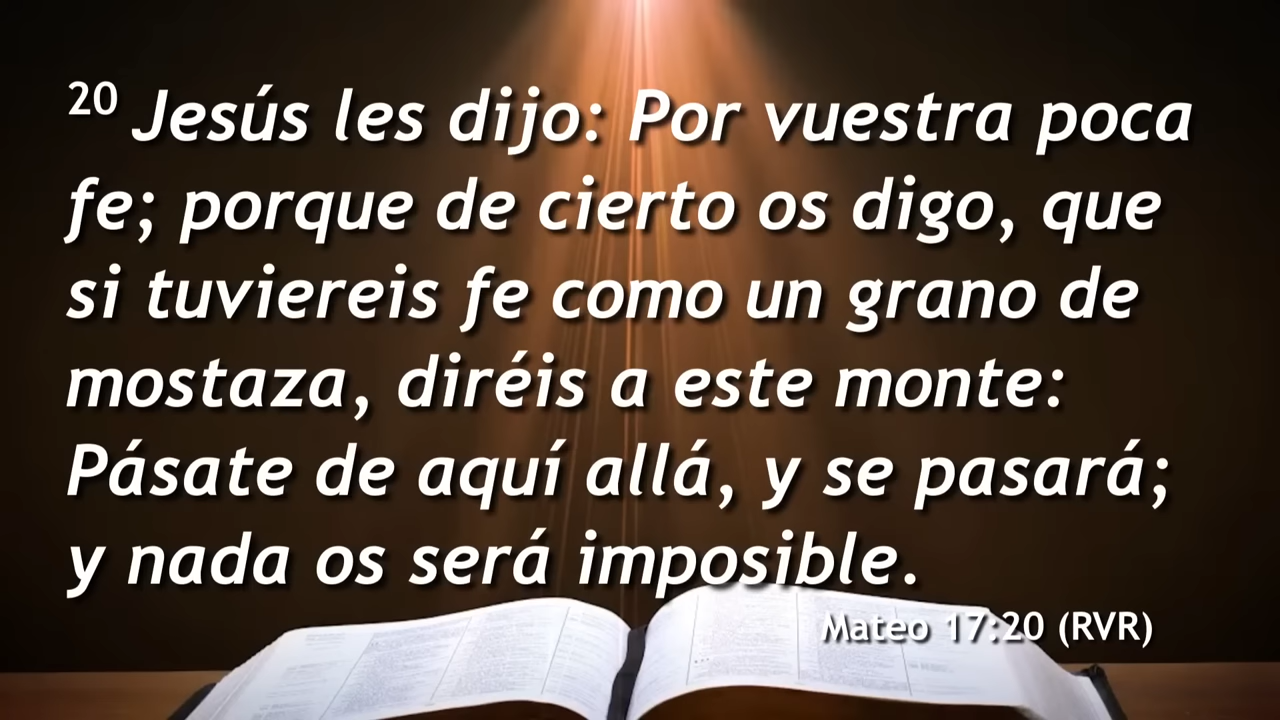 20 Jesús les dijo: Por vuestra poca
fe; porque de cierto os digo, que
si tuviereis fe como un grano de
mostaza, diréis a este monte:
Pásate de aquí allá, y se pasará;
y nada os será imposible.
Mateo 17:20 (RVR)